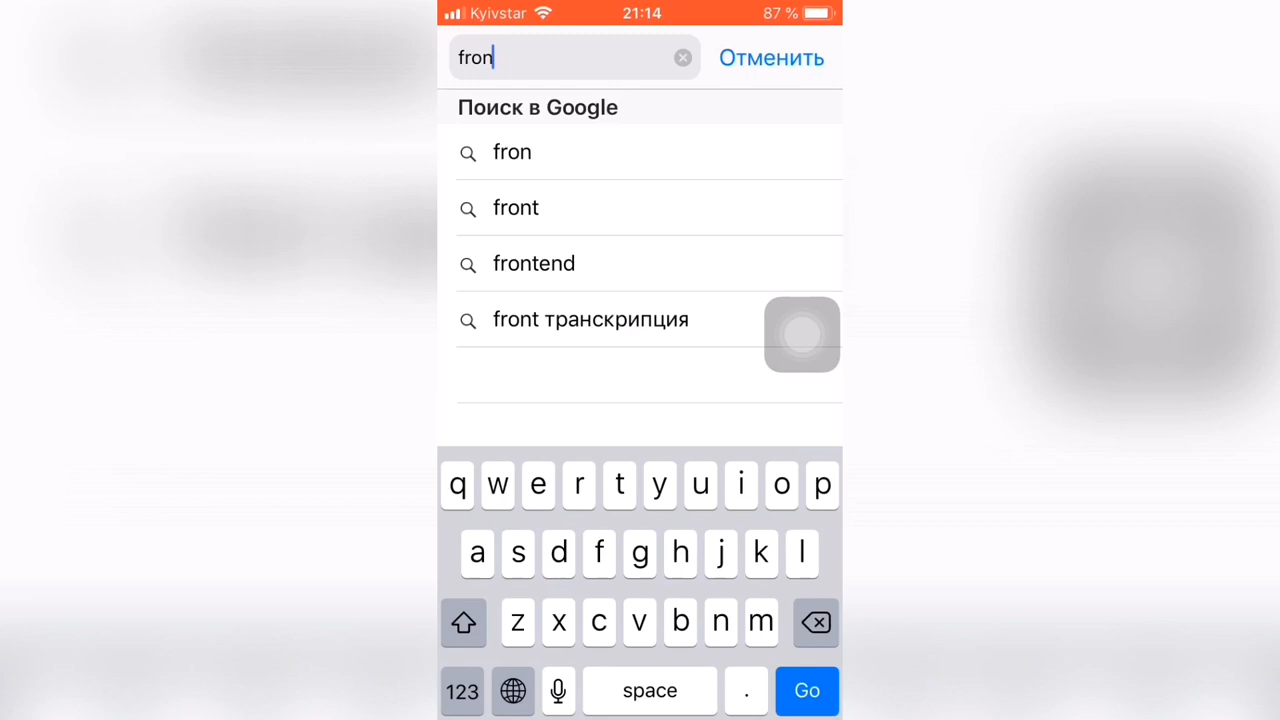 Kyivstar 21:14 87 %
fron Отменить
Поиск в Google
fron
front
frontend
front транскрипция
q w e r t y u i o p
a s d f g h j k l
z x c v b n m
123 space . Go